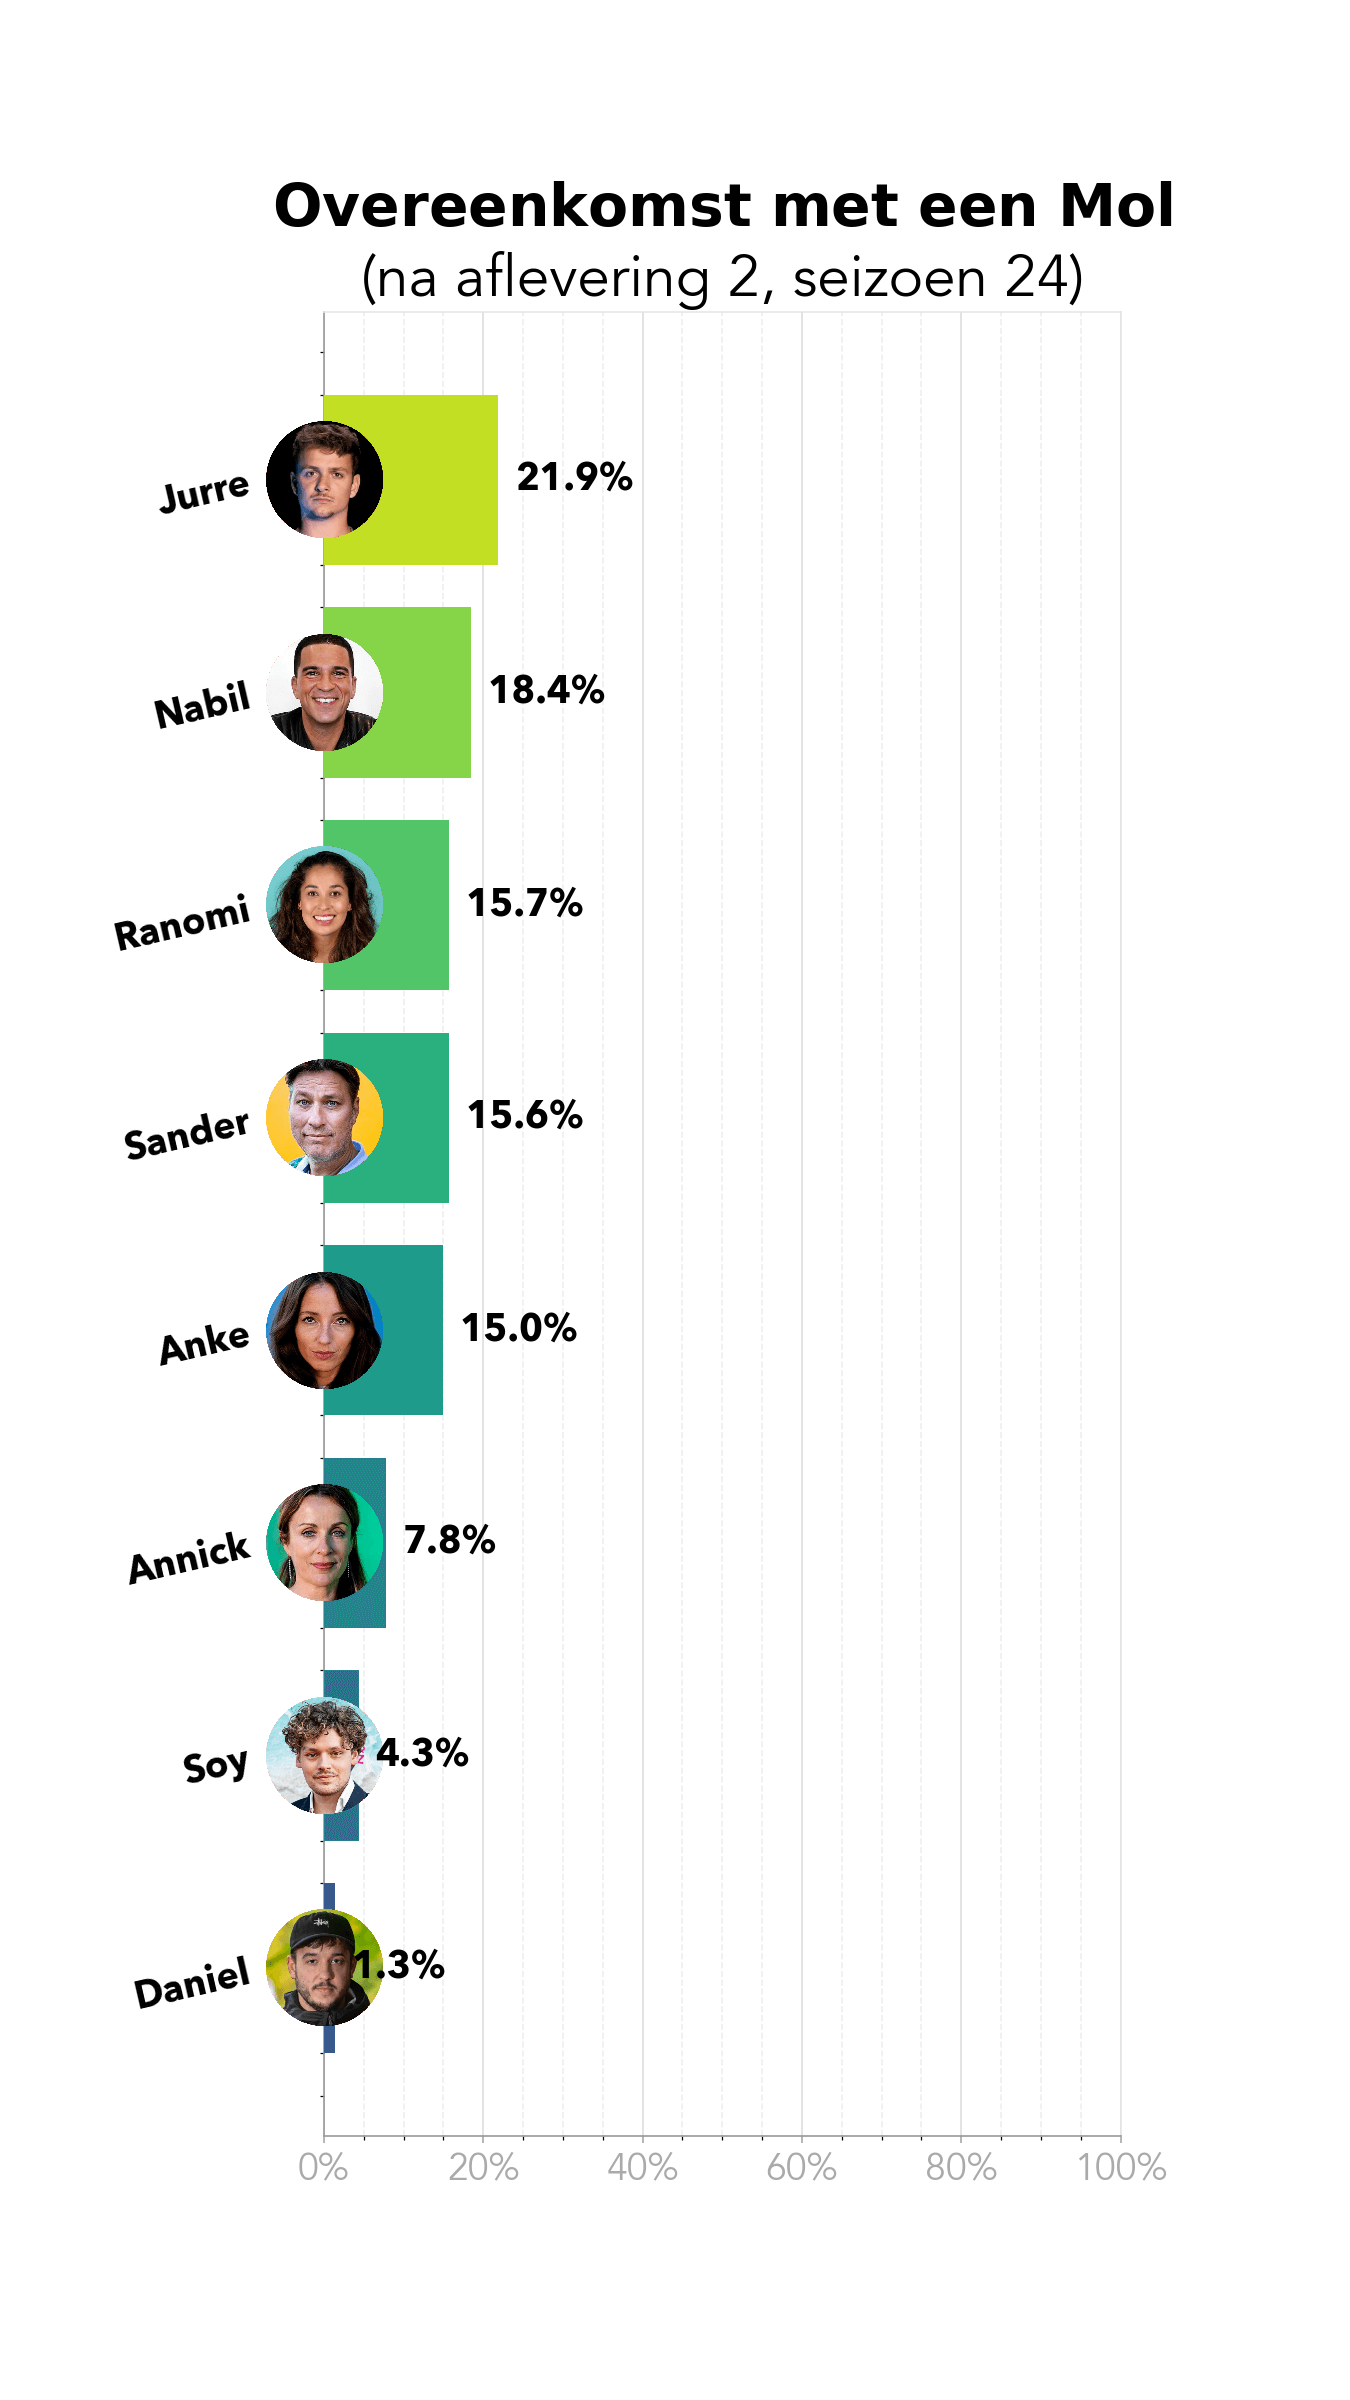 Overeenkomst met een Mol
(na aflevering 2, seizoen 24)
Jurre 21.9%
Nabil 18.4%
Ranomi 15.7%
Sander 15.6%
Anke 15.0%
Annick 7.8%
Soy 4.3%
Daniel 1.3%
0% 20% 40% 60% 80% 100%